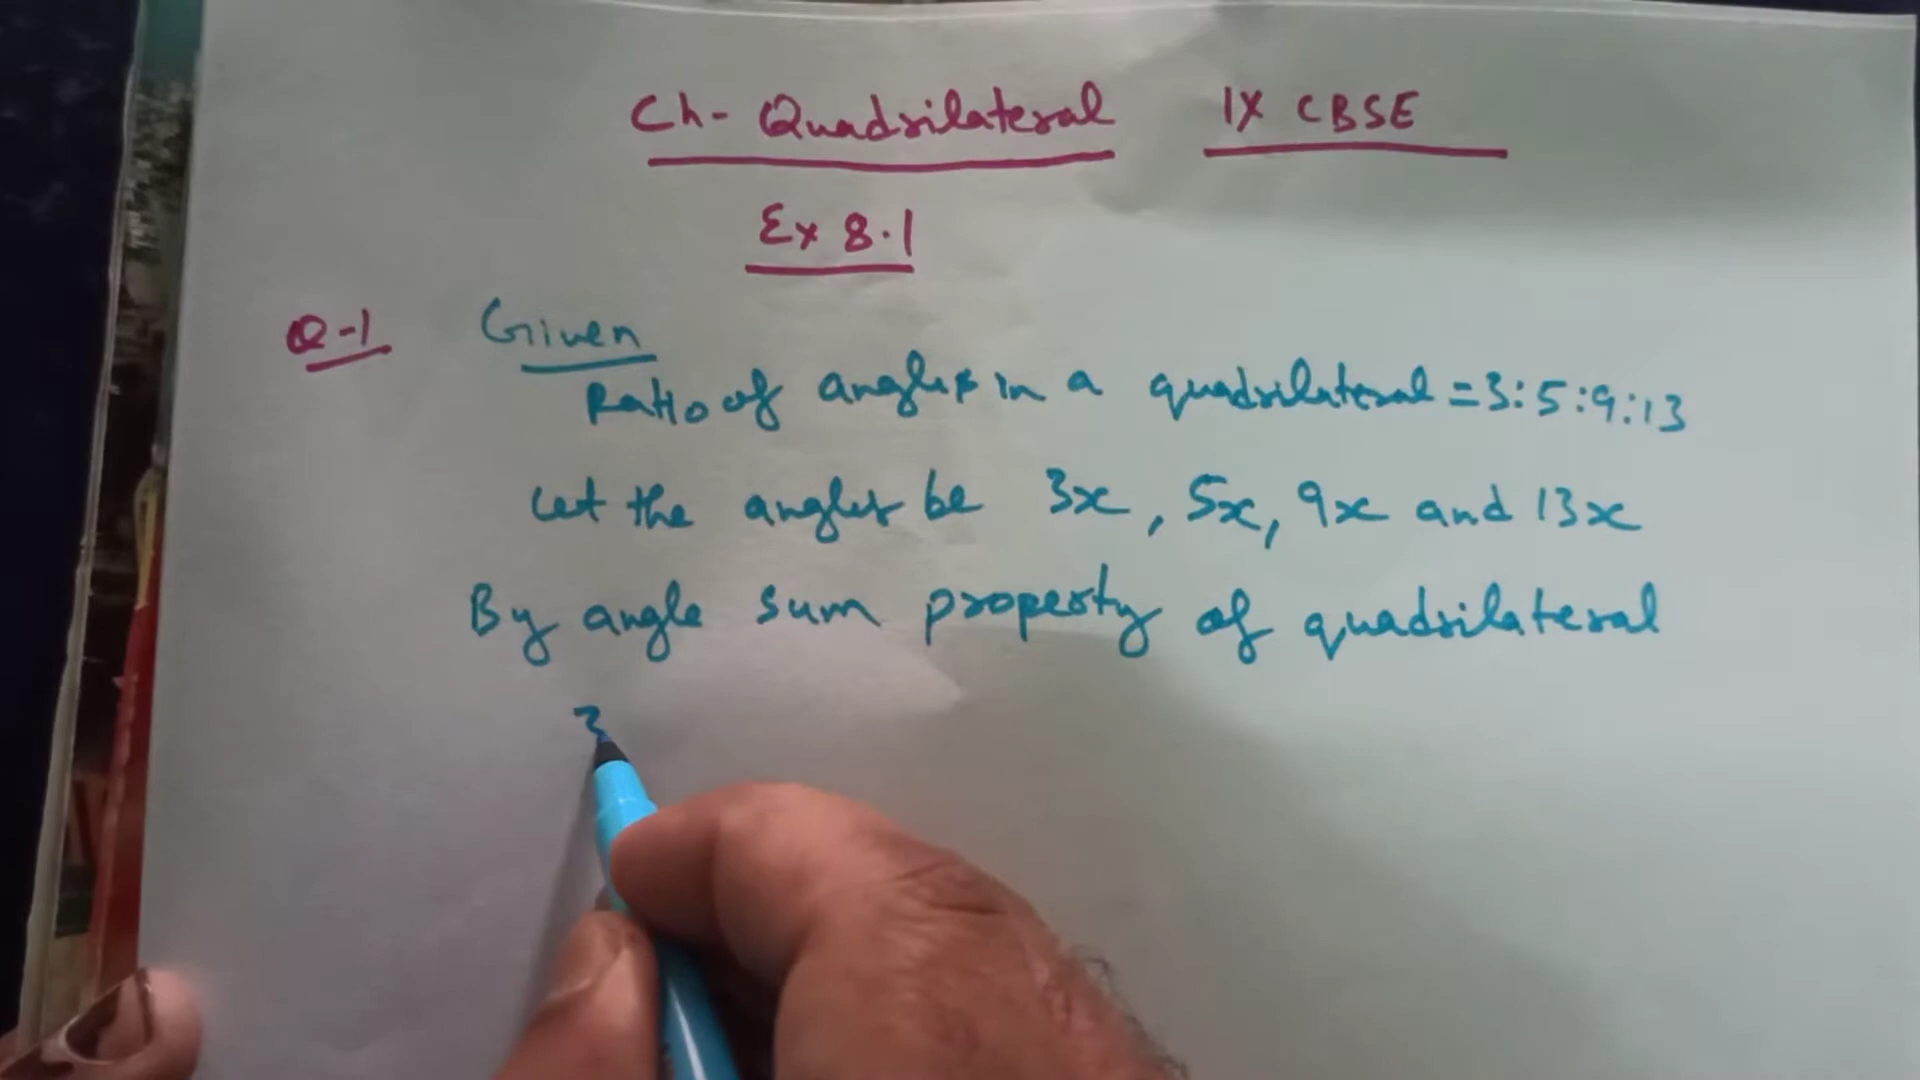 Ch- Quadrilateral IX CBSE
Ex 8.1
Q-1 Given
Ratio of angles in a quadrilateral = 3:5:9:13
Let the angles be 3x, 5x, 9x and 13x
By angle sum property of quadrilateral
3